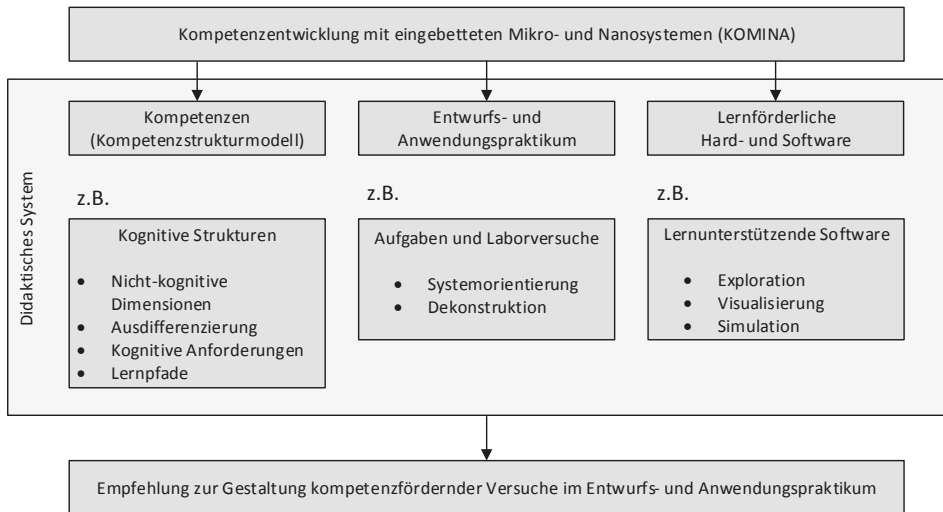 Kompetenzentwicklung mit eingebetteten Mikro- und Nanosystemen (KOMINA)
Didaktisches System
Kompetenzen
(Kompetenzstrukturmodell)
Entwurfs- und
Anwendungspraktikum
Lernförderliche
Hard- und Software
z.B.
Kognitive Strukturen
• Nicht-kognitive
Dimensionen
• Ausdifferenzierung
• Kognitive Anforderungen
• Lernpfade
z.B.
Aufgaben und Laborversuche
• Systemorientierung
• Dekonstruktion
z.B.
Lernunterstützende Software
• Exploration
• Visualisierung
• Simulation
Empfehlung zur Gestaltung kompetenzfördernder Versuche im Entwurfs- und Anwendungspraktikum